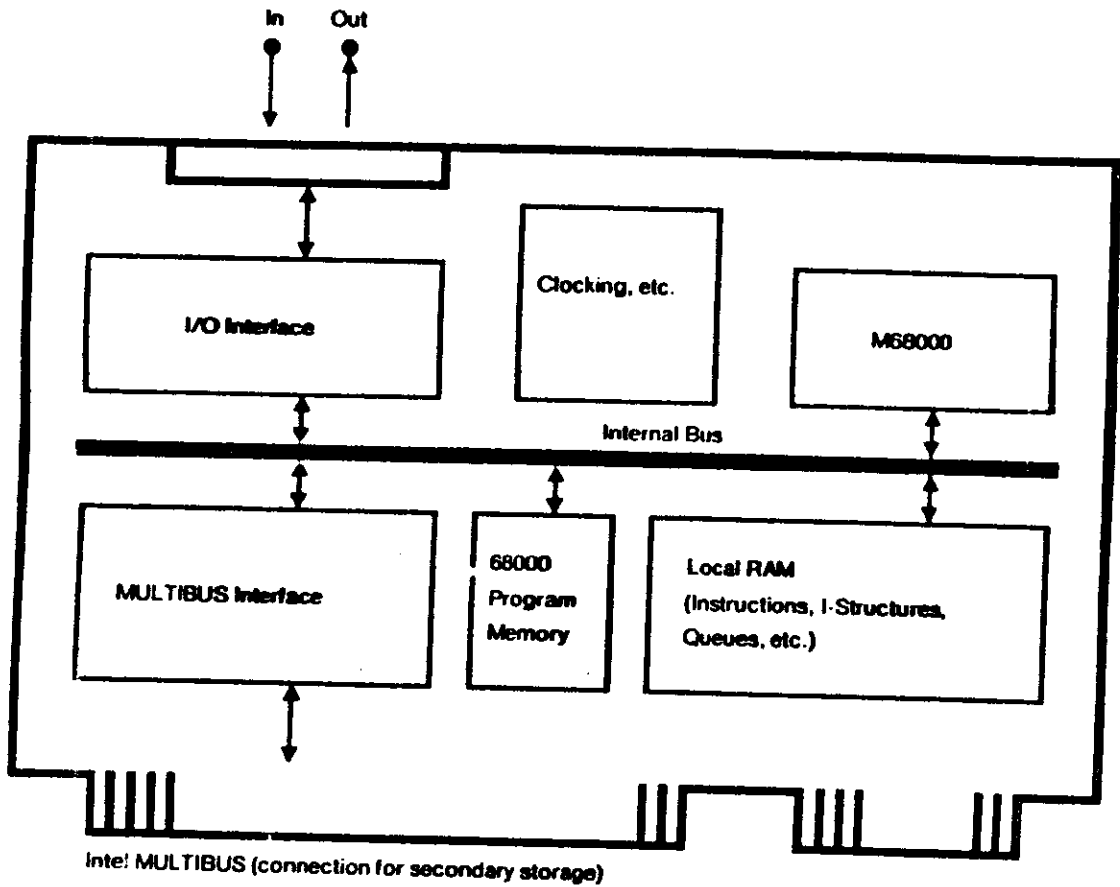 In Out
Clocking, etc.
I/O Interface
M68000
Internal Bus
MULTIBUS Interface
68000
Program
Memory
Local RAM
(Instructions, I-Structures,
Queues, etc.)
Intel MULTIBUS (connection for secondary storage)